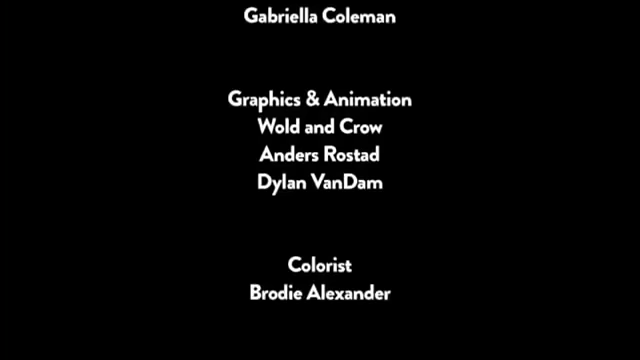 Gabriella Coleman
Graphics & Animation
Wold and Crow
Anders Rostad
Dylan VanDam
Colorist
Brodie Alexander